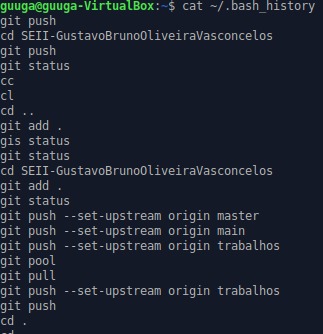 guuga@guuga-VirtualBox:~$ cat ~/.bash_history
git push
cd SEII-GustavoBrunoOliveiraVasconcelos
git push
git status
cc
cl
cd ..
git add .
gis status
git status
cd SEII-GustavoBrunoOliveiraVasconcelos
git add .
git status
git push --set-upstream origin master
git push --set-upstream origin main
git push --set-upstream origin trabalhos
git pool
git pull
git push --set-upstream origin trabalhos
git push
cd .